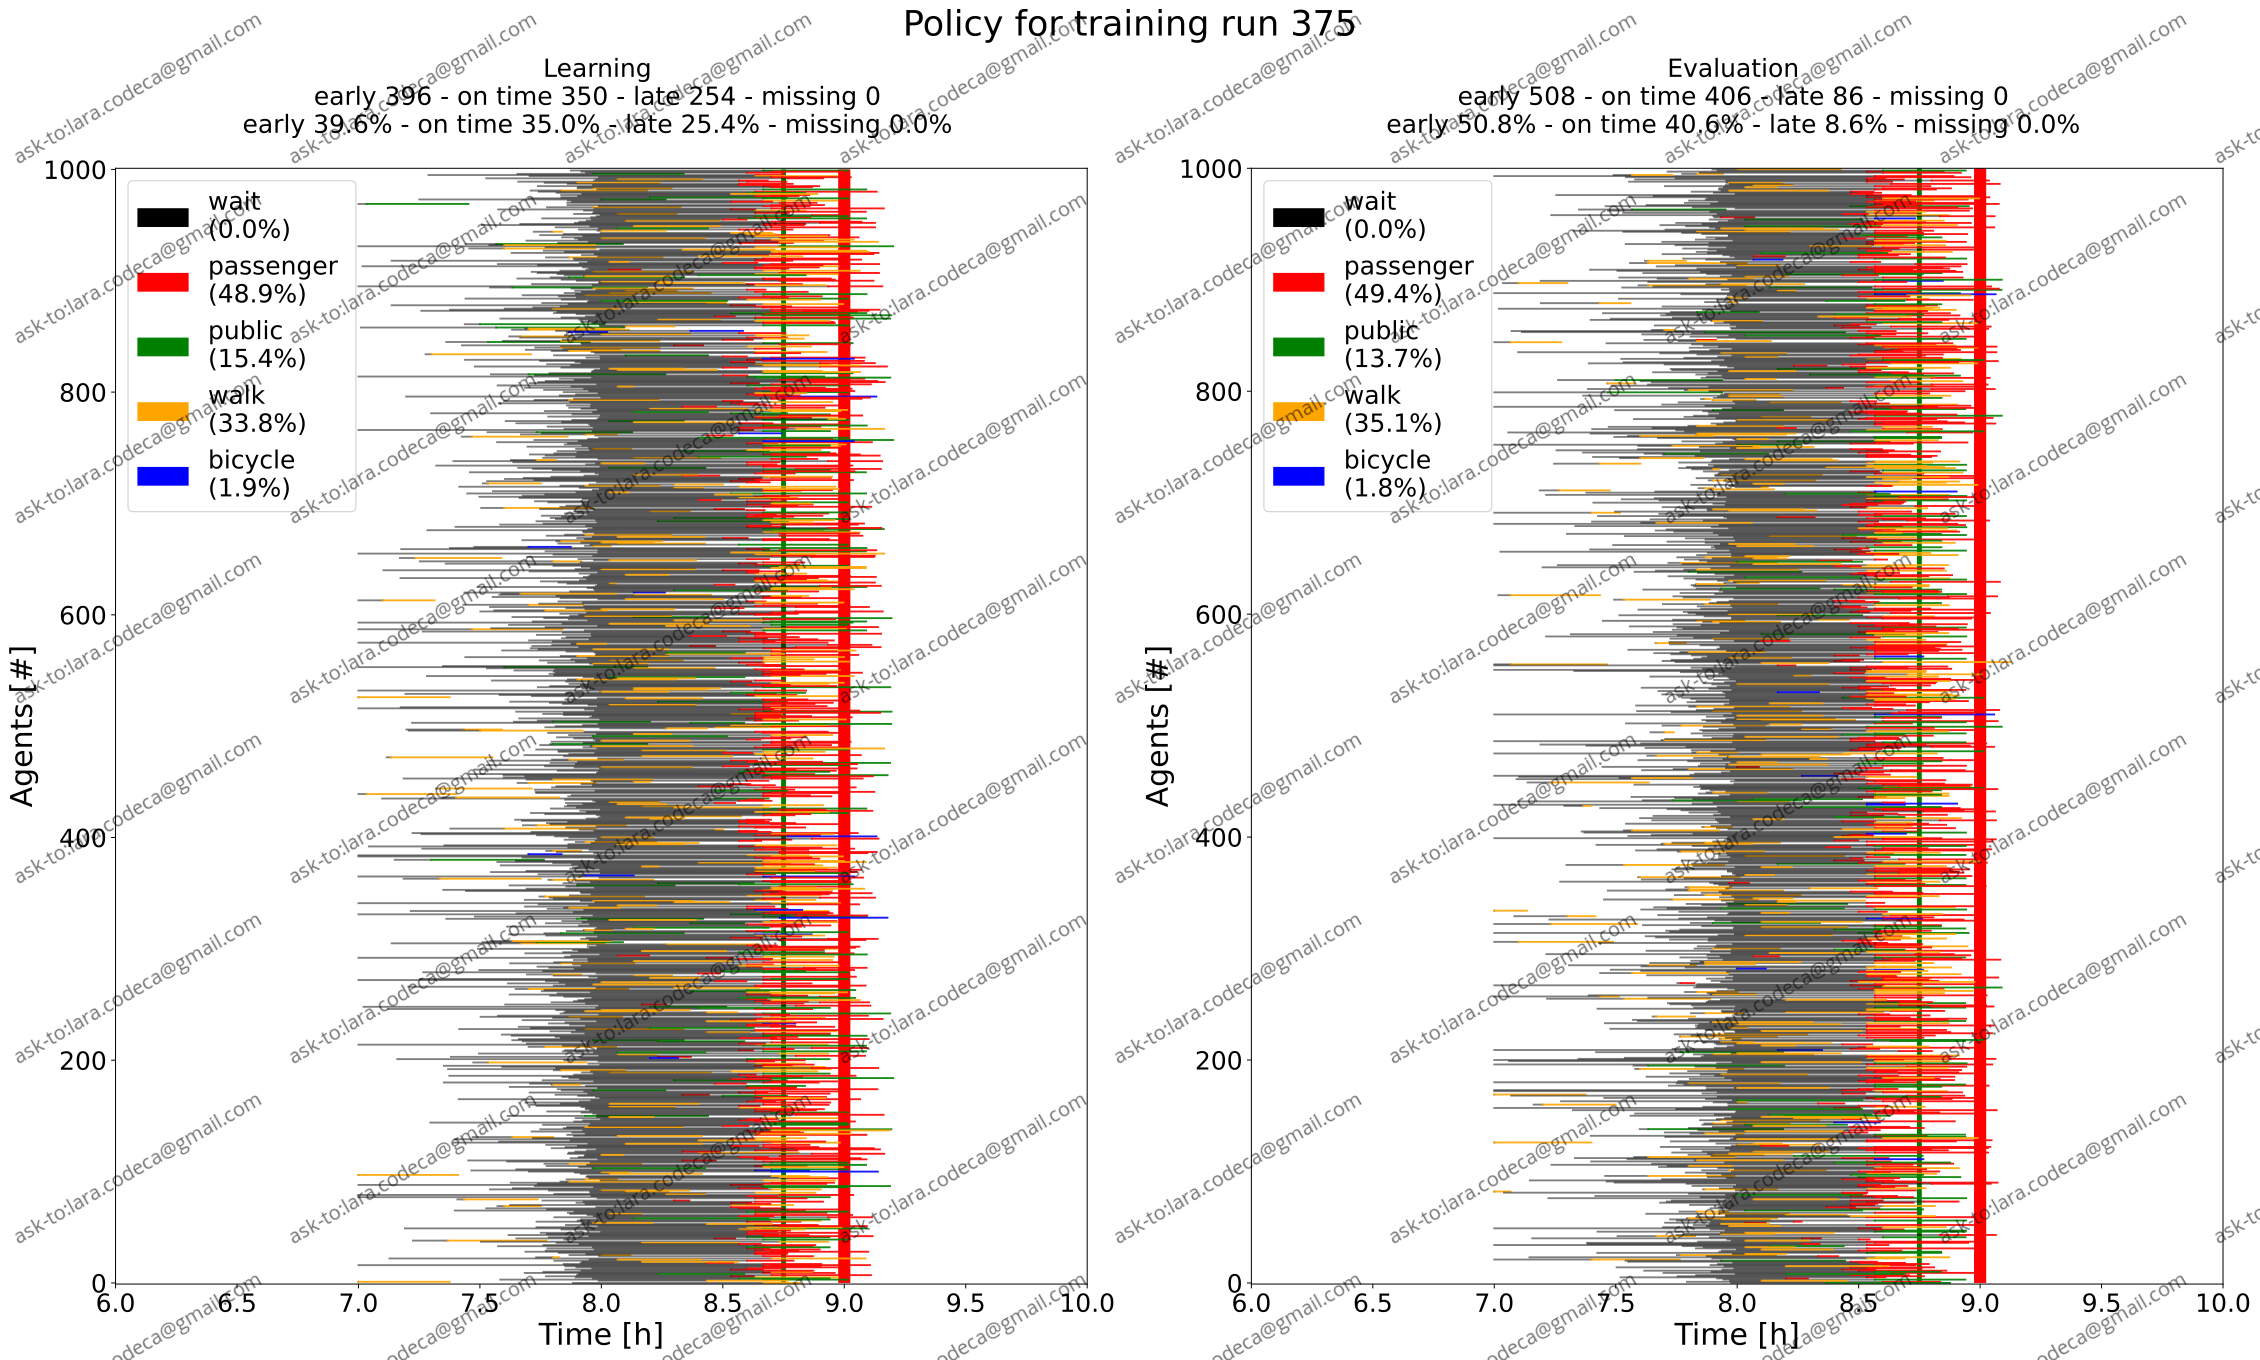 Policy for training run 375
Learning
early 396 - on time 350 - late 254 - missing 0
early 39.6% - on time 35.0% - late 25.4% - missing 0.0%
Evaluation
early 508 - on time 406 - late 86 - missing 0
early 50.8% - on time 40.6% - late 8.6% - missing 0.0%
wait
(0.0%)
passenger
(48.9%)
public
(15.4%)
walk
(33.8%)
bicycle
(1.9%)
wait
(0.0%)
passenger
(49.4%)
public
(13.7%)
walk
(35.1%)
bicycle
(1.8%)
Agents [#]
1000
800
600
400
200
0
6.0 6.5 7.0 7.5 8.0 8.5 9.0 9.5 10.0
Time [h]
Agents [#]
1000
800
600
400
200
0
6.0 6.5 7.0 7.5 8.0 8.5 9.0 9.5 10.0
Time [h]
ask-to:lara.codeca@gmail.com